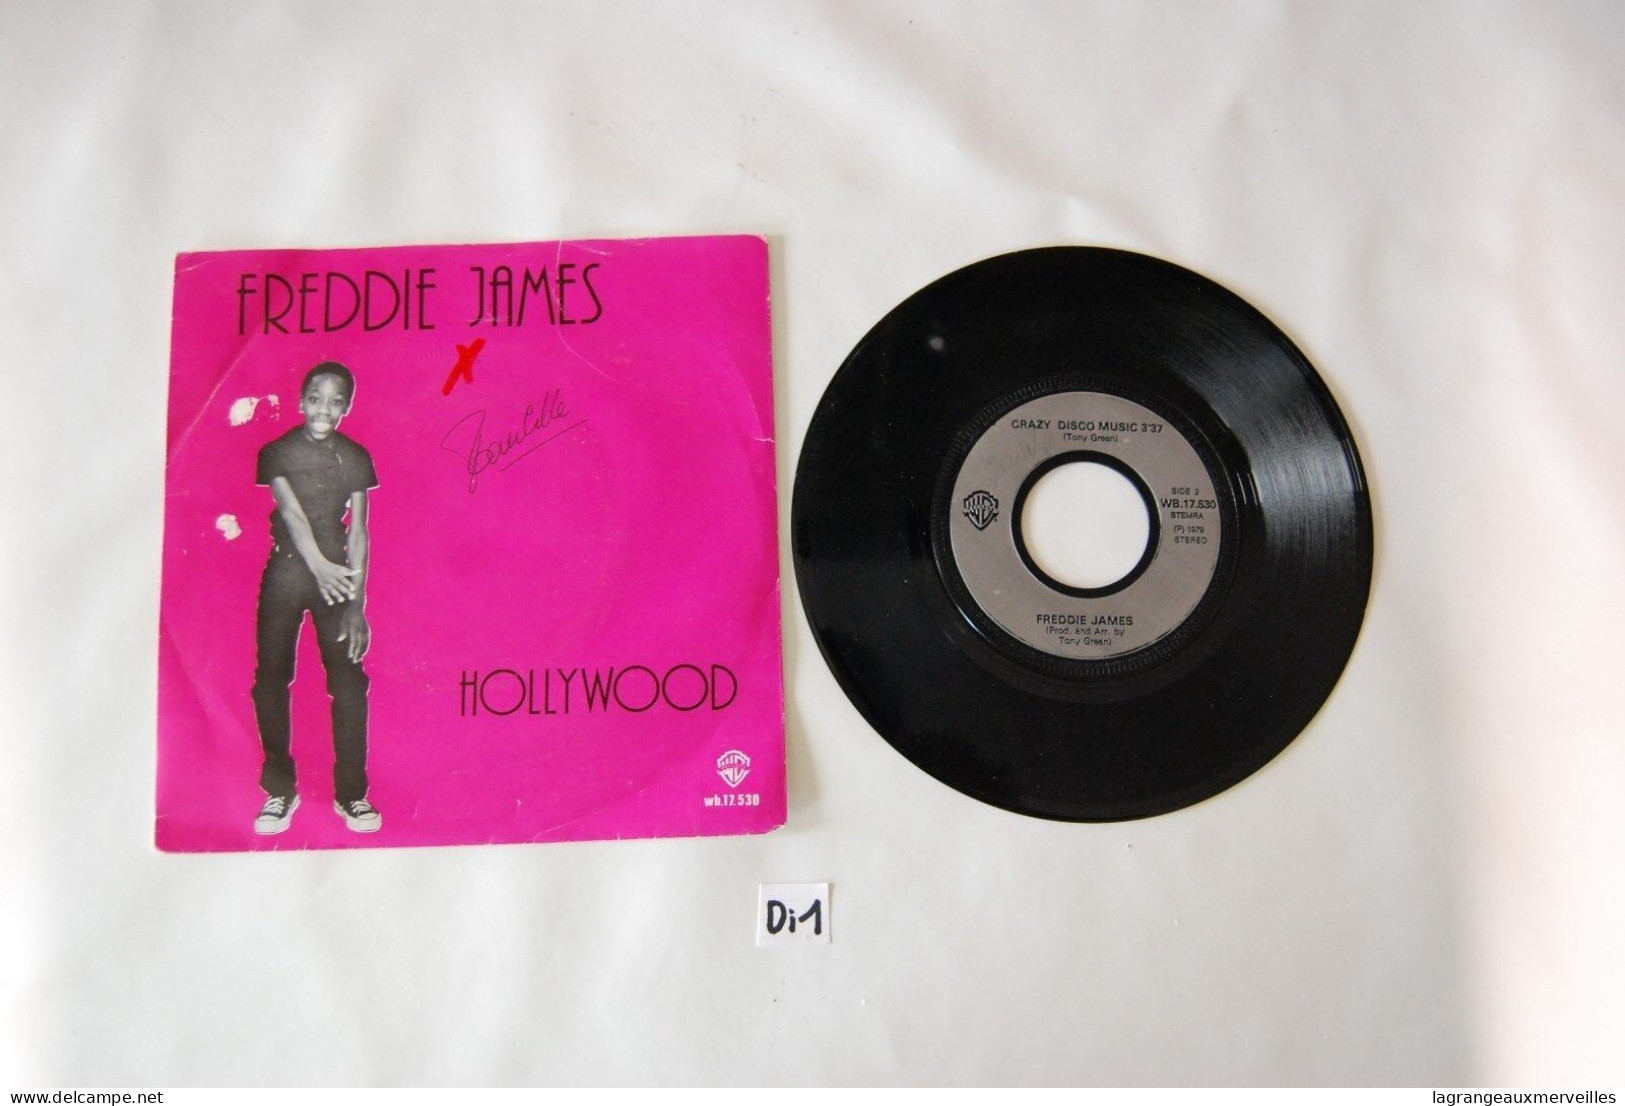 FREDDIE JAMES
X
HOLLYWOOD
wb.17.530
CRAZY DISCO MUSIC 3'37
(Tony Green)
SIDE 2
WB.17.530
STEMRA
(P) 1979
STEREO
FREDDIE JAMES
(Prod. and Arr. by
Tony Green)
Di1
delcampe.net
lagrangeauxmerveilles